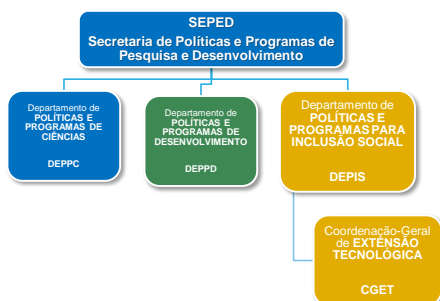 SEPED
Secretaria de Políticas e Programas de
Pesquisa e Desenvolvimento
Departamento de
POLÍTICAS E
PROGRAMAS DE
CIÊNCIAS
DEPPC
Departamento de
POLÍTICAS E
PROGRAMAS DE
DESENVOLVIMENTO
DEPPD
Departamento de
POLÍTICAS E
PROGRAMAS PARA
INCLUSÃO SOCIAL
DEPIS
Coordenação-Geral
de EXTENSÃO
TECNOLÓGICA
CGET